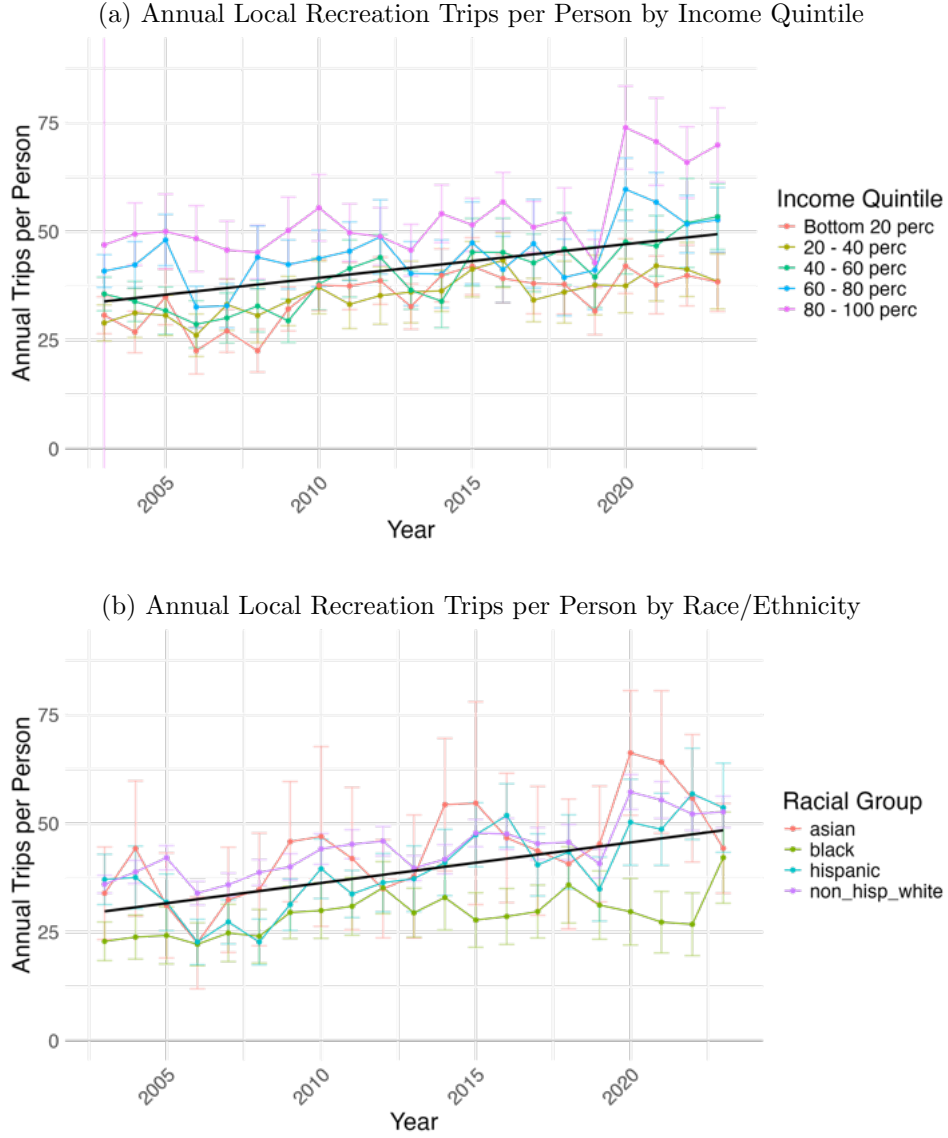 (a) Annual Local Recreation Trips per Person by Income Quintile
Annual Trips per Person
75
50
25
0
2005
2010
2015
2020
Year
Income Quintile
Bottom 20 perc
20 - 40 perc
40 - 60 perc
60 - 80 perc
80 - 100 perc
(b) Annual Local Recreation Trips per Person by Race/Ethnicity
Annual Trips per Person
75
50
25
0
2005
2010
2015
2020
Year
Racial Group
asian
black
hispanic
non_hisp_white